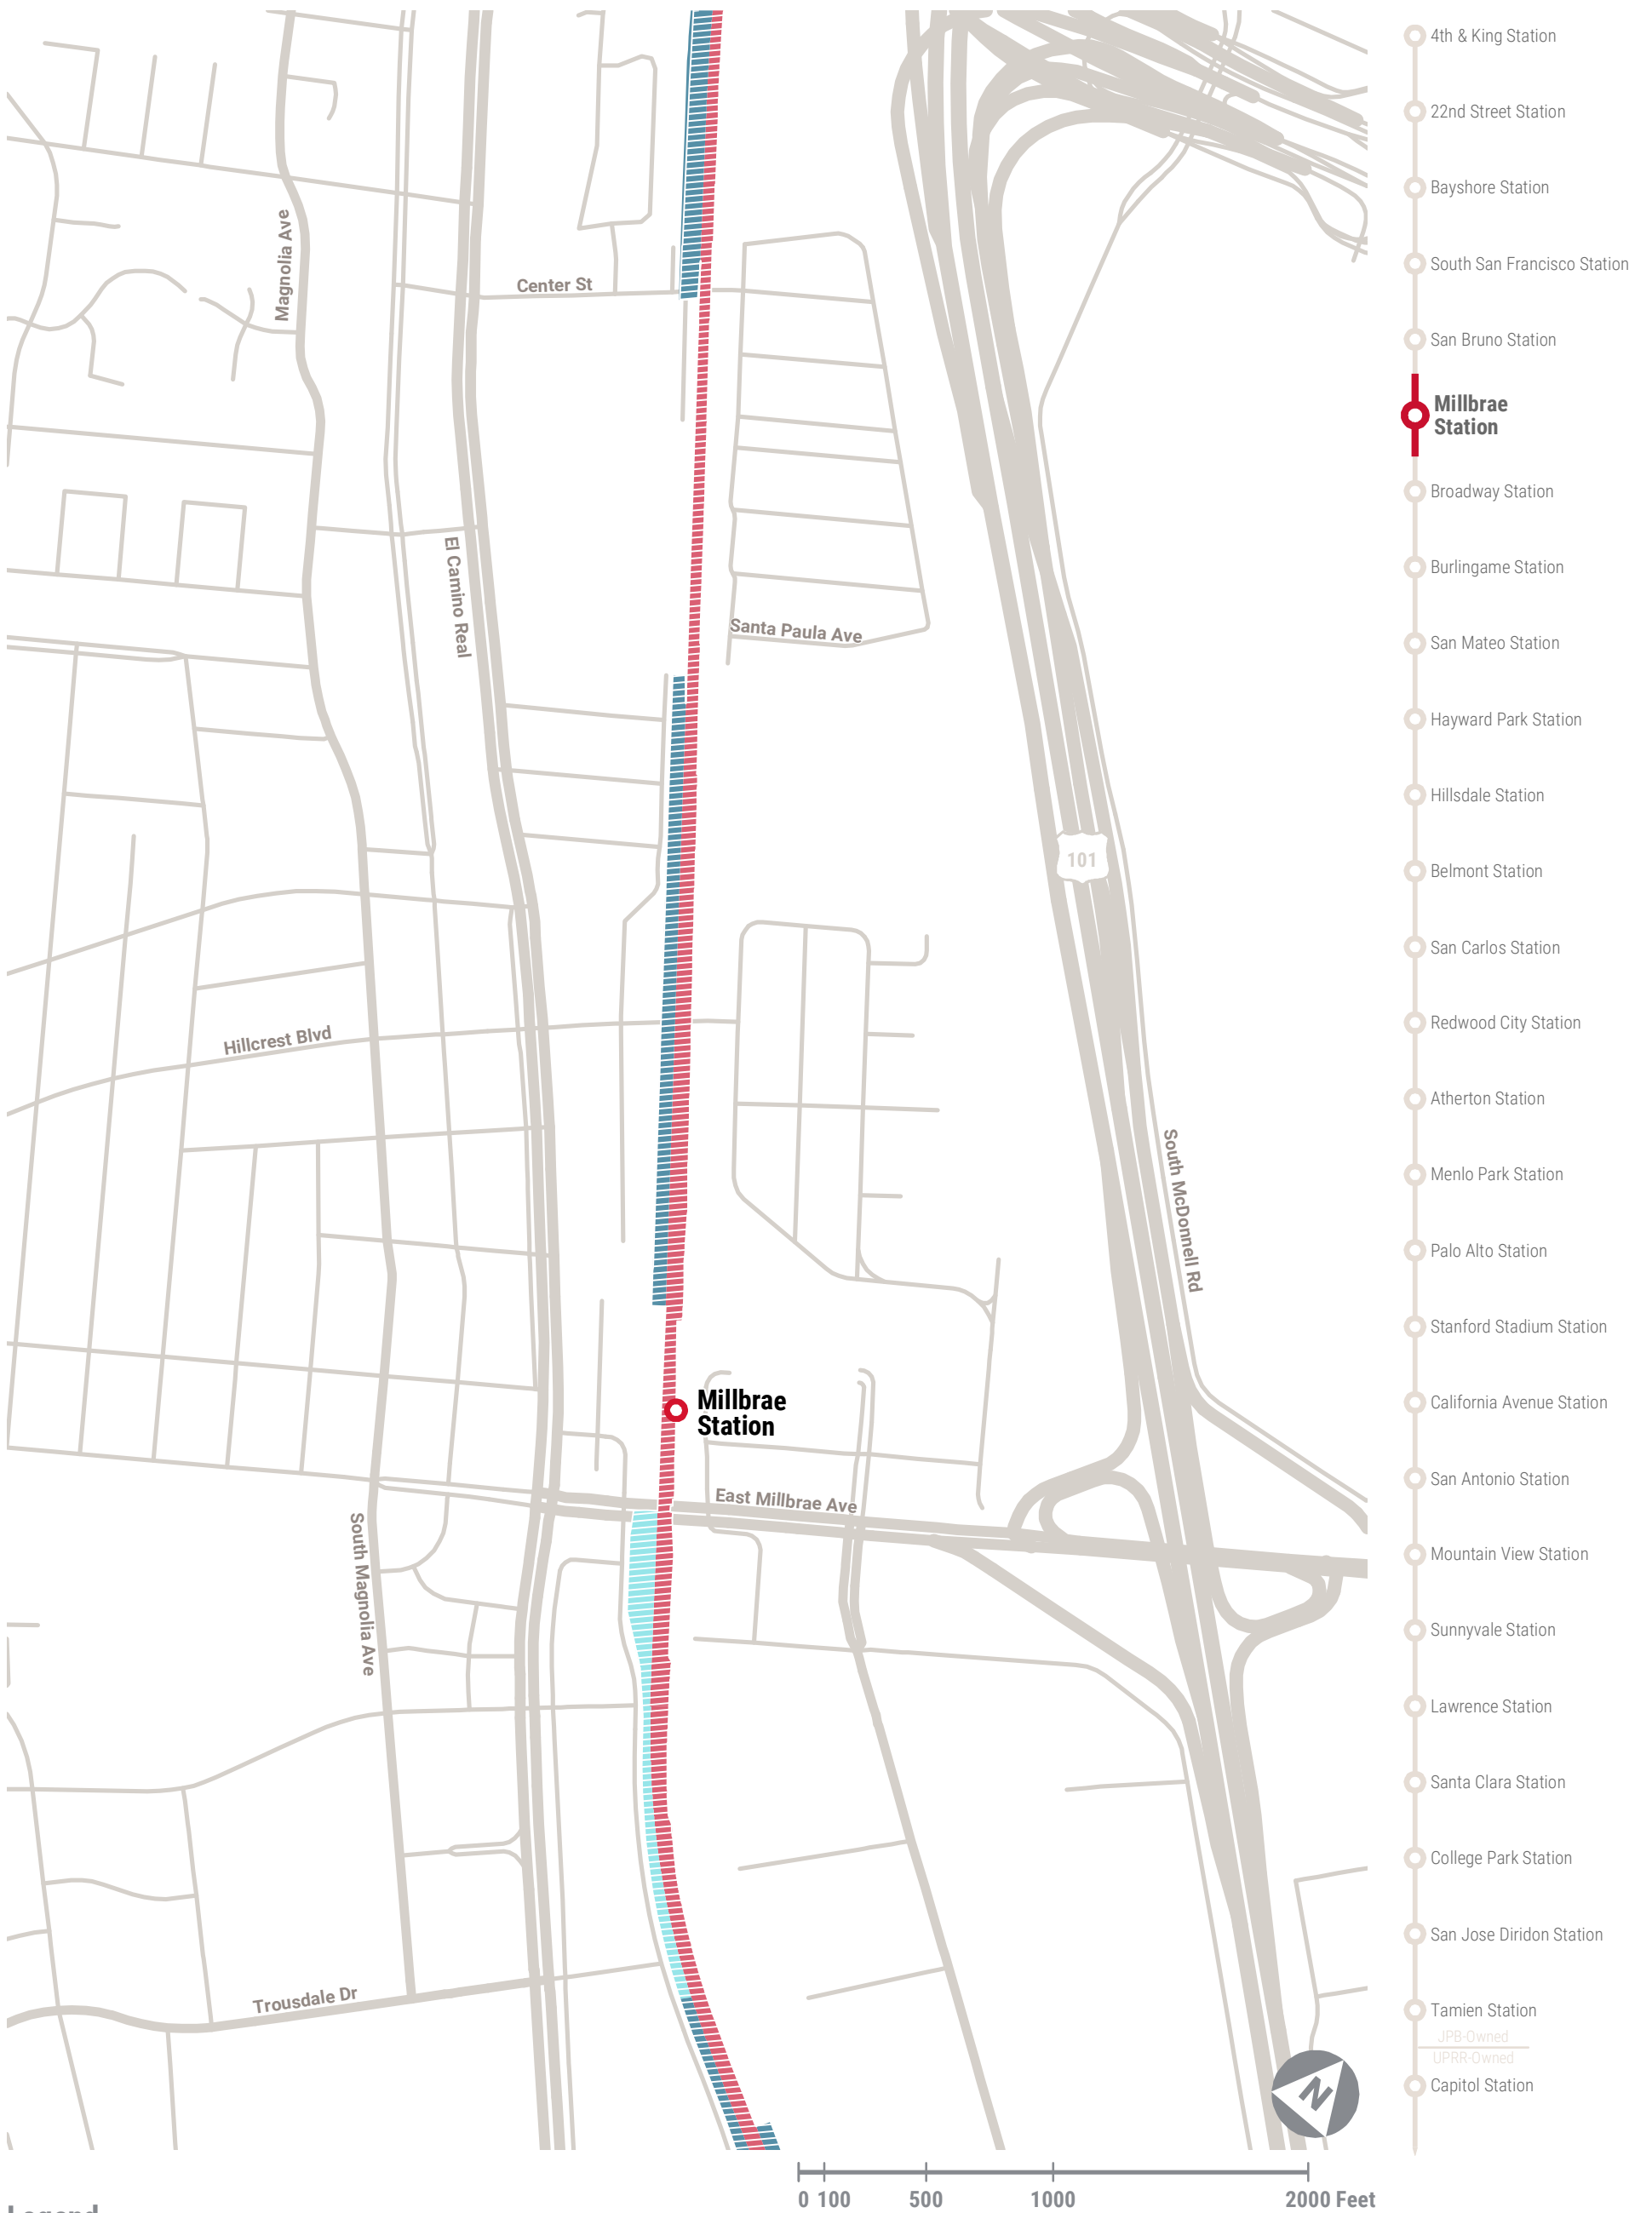 Magnolia Ave
Center St
El Camino Real
Santa Paula Ave
101
Hillcrest Blvd
South McDonnell Rd
Millbrae
Station
East Millbrae Ave
South Magnolia Ave
Trousdale Dr
N
0 100 500 1000 2000 Feet
4th & King Station
22nd Street Station
Bayshore Station
South San Francisco Station
San Bruno Station
Millbrae
Station
Broadway Station
Burlingame Station
San Mateo Station
Hayward Park Station
Hillsdale Station
Belmont Station
San Carlos Station
Redwood City Station
Atherton Station
Menlo Park Station
Palo Alto Station
Stanford Stadium Station
California Avenue Station
San Antonio Station
Mountain View Station
Sunnyvale Station
Lawrence Station
Santa Clara Station
College Park Station
San Jose Diridon Station
Tamien Station
JPB-Owned
UPRR-Owned
Capitol Station